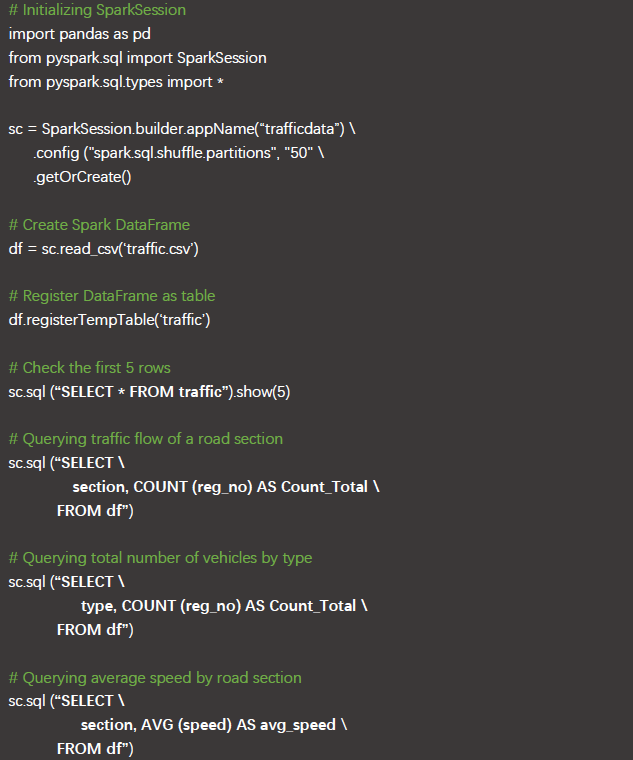 # Initializing SparkSession
import pandas as pd
from pyspark.sql import SparkSession
from pyspark.sql.types import *
sc = SparkSession.builder.appName(“trafficdata”) \
.config ("spark.sql.shuffle.partitions", "50" \
.getOrCreate()
# Create Spark DataFrame
df = sc.read_csv(‘traffic.csv’)
# Register DataFrame as table
df.registerTempTable(‘traffic’)
# Check the first 5 rows
sc.sql (“SELECT * FROM traffic”).show(5)
# Querying traffic flow of a road section
sc.sql (“SELECT \
section, COUNT (reg_no) AS Count_Total \
FROM df”)
# Querying total number of vehicles by type
sc.sql (“SELECT \
type, COUNT (reg_no) AS Count_Total \
FROM df”)
# Querying average speed by road section
sc.sql (“SELECT \
section, AVG (speed) AS avg_speed \
FROM df”)